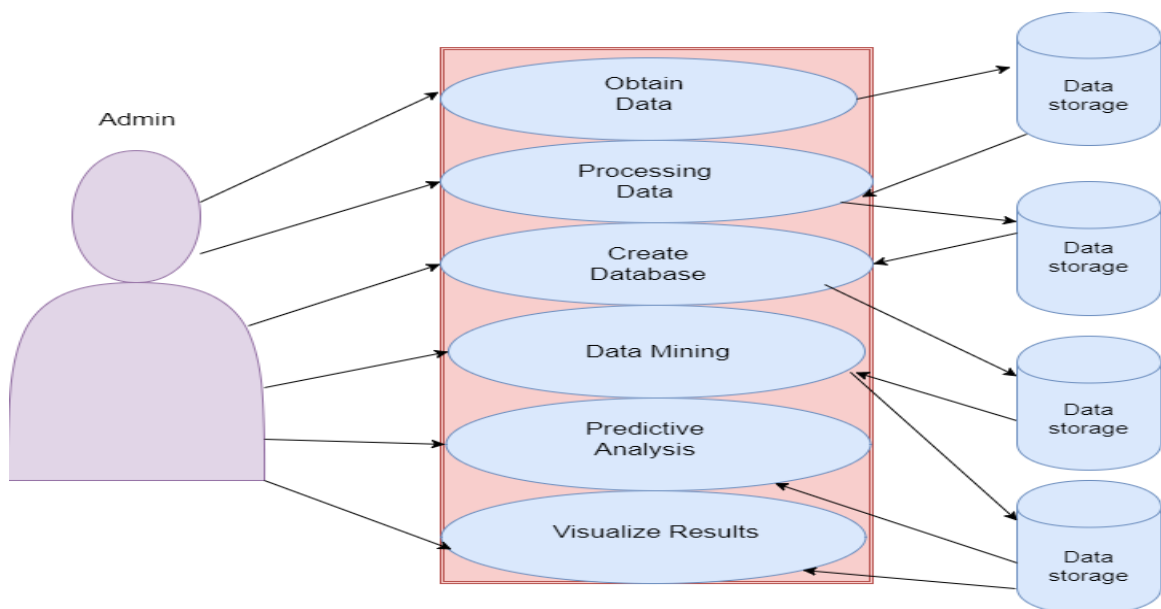 Admin
Obtain
Data
Processing
Data
Create
Database
Data Mining
Predictive
Analysis
Visualize Results
Data
storage
Data
storage
Data
storage
Data
storage